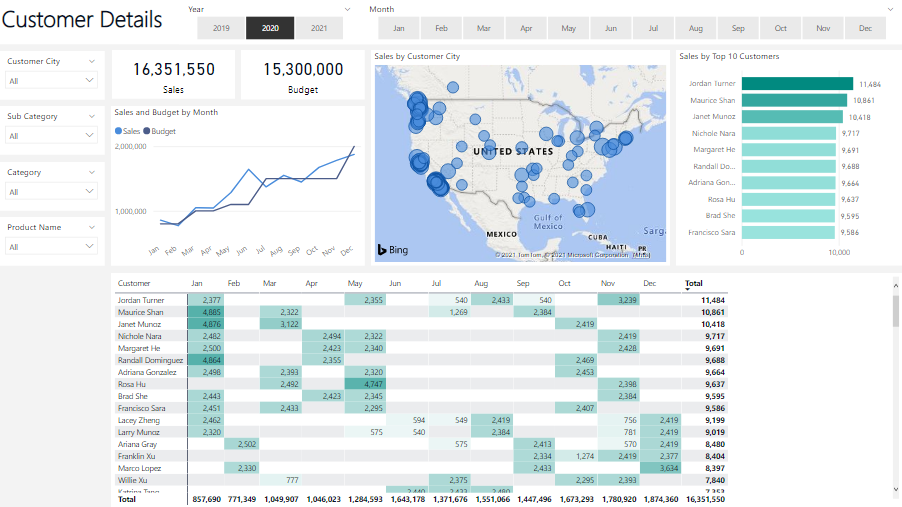 Customer Details
Year
2019 2020 2021
Month
Jan Feb Mar Apr May Jun Jul Aug Sep Oct Nov Dec
Customer City
All
Sub Category
All
Category
All
Product Name
All
16,351,550
Sales
15,300,000
Budget
Sales and Budget by Month
Sales Budget
2,000,000
1,000,000
Jan Feb Mar Apr May Jun Jul Aug Sep Oct Nov Dec
Sales by Customer City
UNITED STATES
MEXICO
Gulf of
Mexico
CUBA
HAITI
PR
Sarg
Bing
© 2021 TomTom, © 2021 Microsoft Corporation
Sales by Top 10 Customers
Jordan Turner 11,484
Maurice Shan 10,861
Janet Munoz 10,418
Nichole Nara 9,717
Margaret He 9,691
Randall Do... 9,688
Adriana Gon... 9,664
Rosa Hu 9,637
Brad She 9,595
Francisco Sara 9,586
0 10,000
Customer Jan Feb Mar Apr May Jun Jul Aug Sep Oct Nov Dec Total
Jordan Turner 2,377 2,355 540 2,433 540 3,239 11,484
Maurice Shan 4,885 2,322 1,269 2,384 10,861
Janet Munoz 4,876 3,122 2,419 10,418
Nichole Nara 2,482 2,494 2,322 2,419 9,717
Margaret He 2,500 2,423 2,340 2,428 9,691
Randall Dominguez 4,864 2,355 2,469 9,688
Adriana Gonzalez 2,498 2,393 2,320 2,453 9,664
Rosa Hu 2,492 4,747 2,398 9,637
Brad She 2,443 2,423 2,345 2,384 9,595
Francisco Sara 2,451 2,433 2,295 2,407 9,586
Lacey Zheng 2,462 594 549 2,419 756 2,419 9,199
Larry Munoz 2,320 575 540 2,384 781 2,419 9,019
Ariana Gray 2,502 575 2,413 570 2,419 8,480
Franklin Xu 2,334 1,274 2,419 2,377 8,404
Marco Lopez 2,330 2,433 3,634 8,397
Willie Xu 777 2,375 2,295 2,393 7,840
Total 857,690 771,349 1,049,907 1,046,023 1,284,593 1,643,178 1,371,676 1,551,066 1,447,496 1,673,293 1,780,920 1,874,360 16,351,550